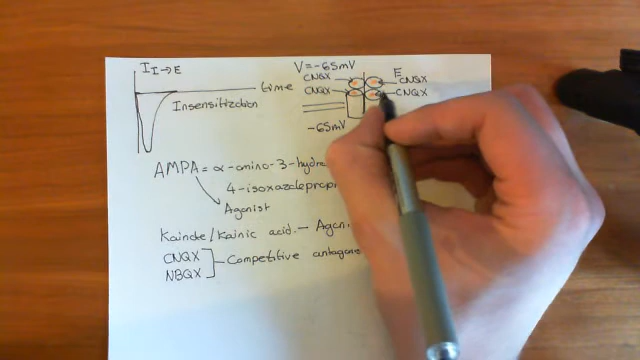 I I→E
V = -65mV
E
CNQX
CNQX
CNQX
CNQX
time
Insensitization
-65mV
AMPA = α-amino-3-hydro
4-isoxazolepropi
Agonist
Kainate/Kainic acid. - Agon.
CNQX
NBQX
Competitive antagon